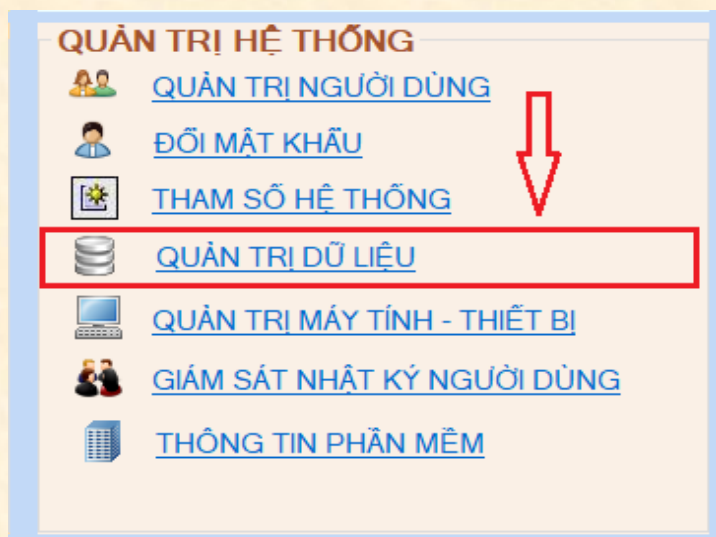 QUẢN TRỊ HỆ THỐNG
QUẢN TRỊ NGƯỜI DÙNG
ĐỔI MẬT KHẨU
THAM SỐ HỆ THỐNG
QUẢN TRỊ DỮ LIỆU
QUẢN TRỊ MÁY TÍNH - THIẾT BỊ
GIÁM SÁT NHẬT KÝ NGƯỜI DÙNG
THÔNG TIN PHẦN MỀM